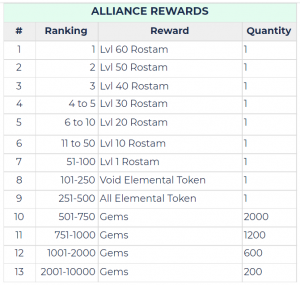 ALLIANCE REWARDS
# Ranking Reward Quantity
1 1 Lvl 60 Rostam 1
2 2 Lvl 50 Rostam 1
3 3 Lvl 40 Rostam 1
4 4 to 5 Lvl 30 Rostam 1
5 6 to 10 Lvl 20 Rostam 1
6 11 to 50 Lvl 10 Rostam 1
7 51-100 Lvl 1 Rostam 1
8 101-250 Void Elemental Token 1
9 251-500 All Elemental Token 1
10 501-750 Gems 2000
11 751-1000 Gems 1200
12 1001-2000 Gems 600
13 2001-10000 Gems 200